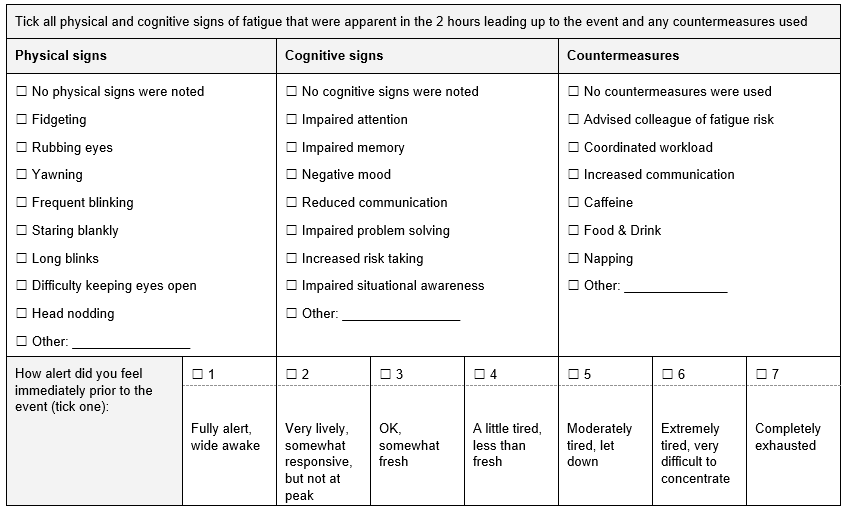 Tick all physical and cognitive signs of fatigue that were apparent in the 2 hours leading up to the event and any countermeasures used
Physical signs
☐ No physical signs were noted
☐ Fidgeting
☐ Rubbing eyes
☐ Yawning
☐ Frequent blinking
☐ Staring blankly
☐ Long blinks
☐ Difficulty keeping eyes open
☐ Head nodding
☐ Other: ________________
Cognitive signs
☐ No cognitive signs were noted
☐ Impaired attention
☐ Impaired memory
☐ Negative mood
☐ Reduced communication
☐ Impaired problem solving
☐ Increased risk taking
☐ Impaired situational awareness
☐ Other: ________________
Countermeasures
☐ No countermeasures were used
☐ Advised colleague of fatigue risk
☐ Coordinated workload
☐ Increased communication
☐ Caffeine
☐ Food & Drink
☐ Napping
☐ Other: ______________
How alert did you feel
immediately prior to the
event (tick one):
☐ 1
Fully alert,
wide awake
☐ 2
Very lively,
somewhat
responsive,
but not at
peak
☐ 3
OK,
somewhat
fresh
☐ 4
A little tired,
less than
fresh
☐ 5
Moderately
tired, let
down
☐ 6
Extremely
tired, very
difficult to
concentrate
☐ 7
Completely
exhausted